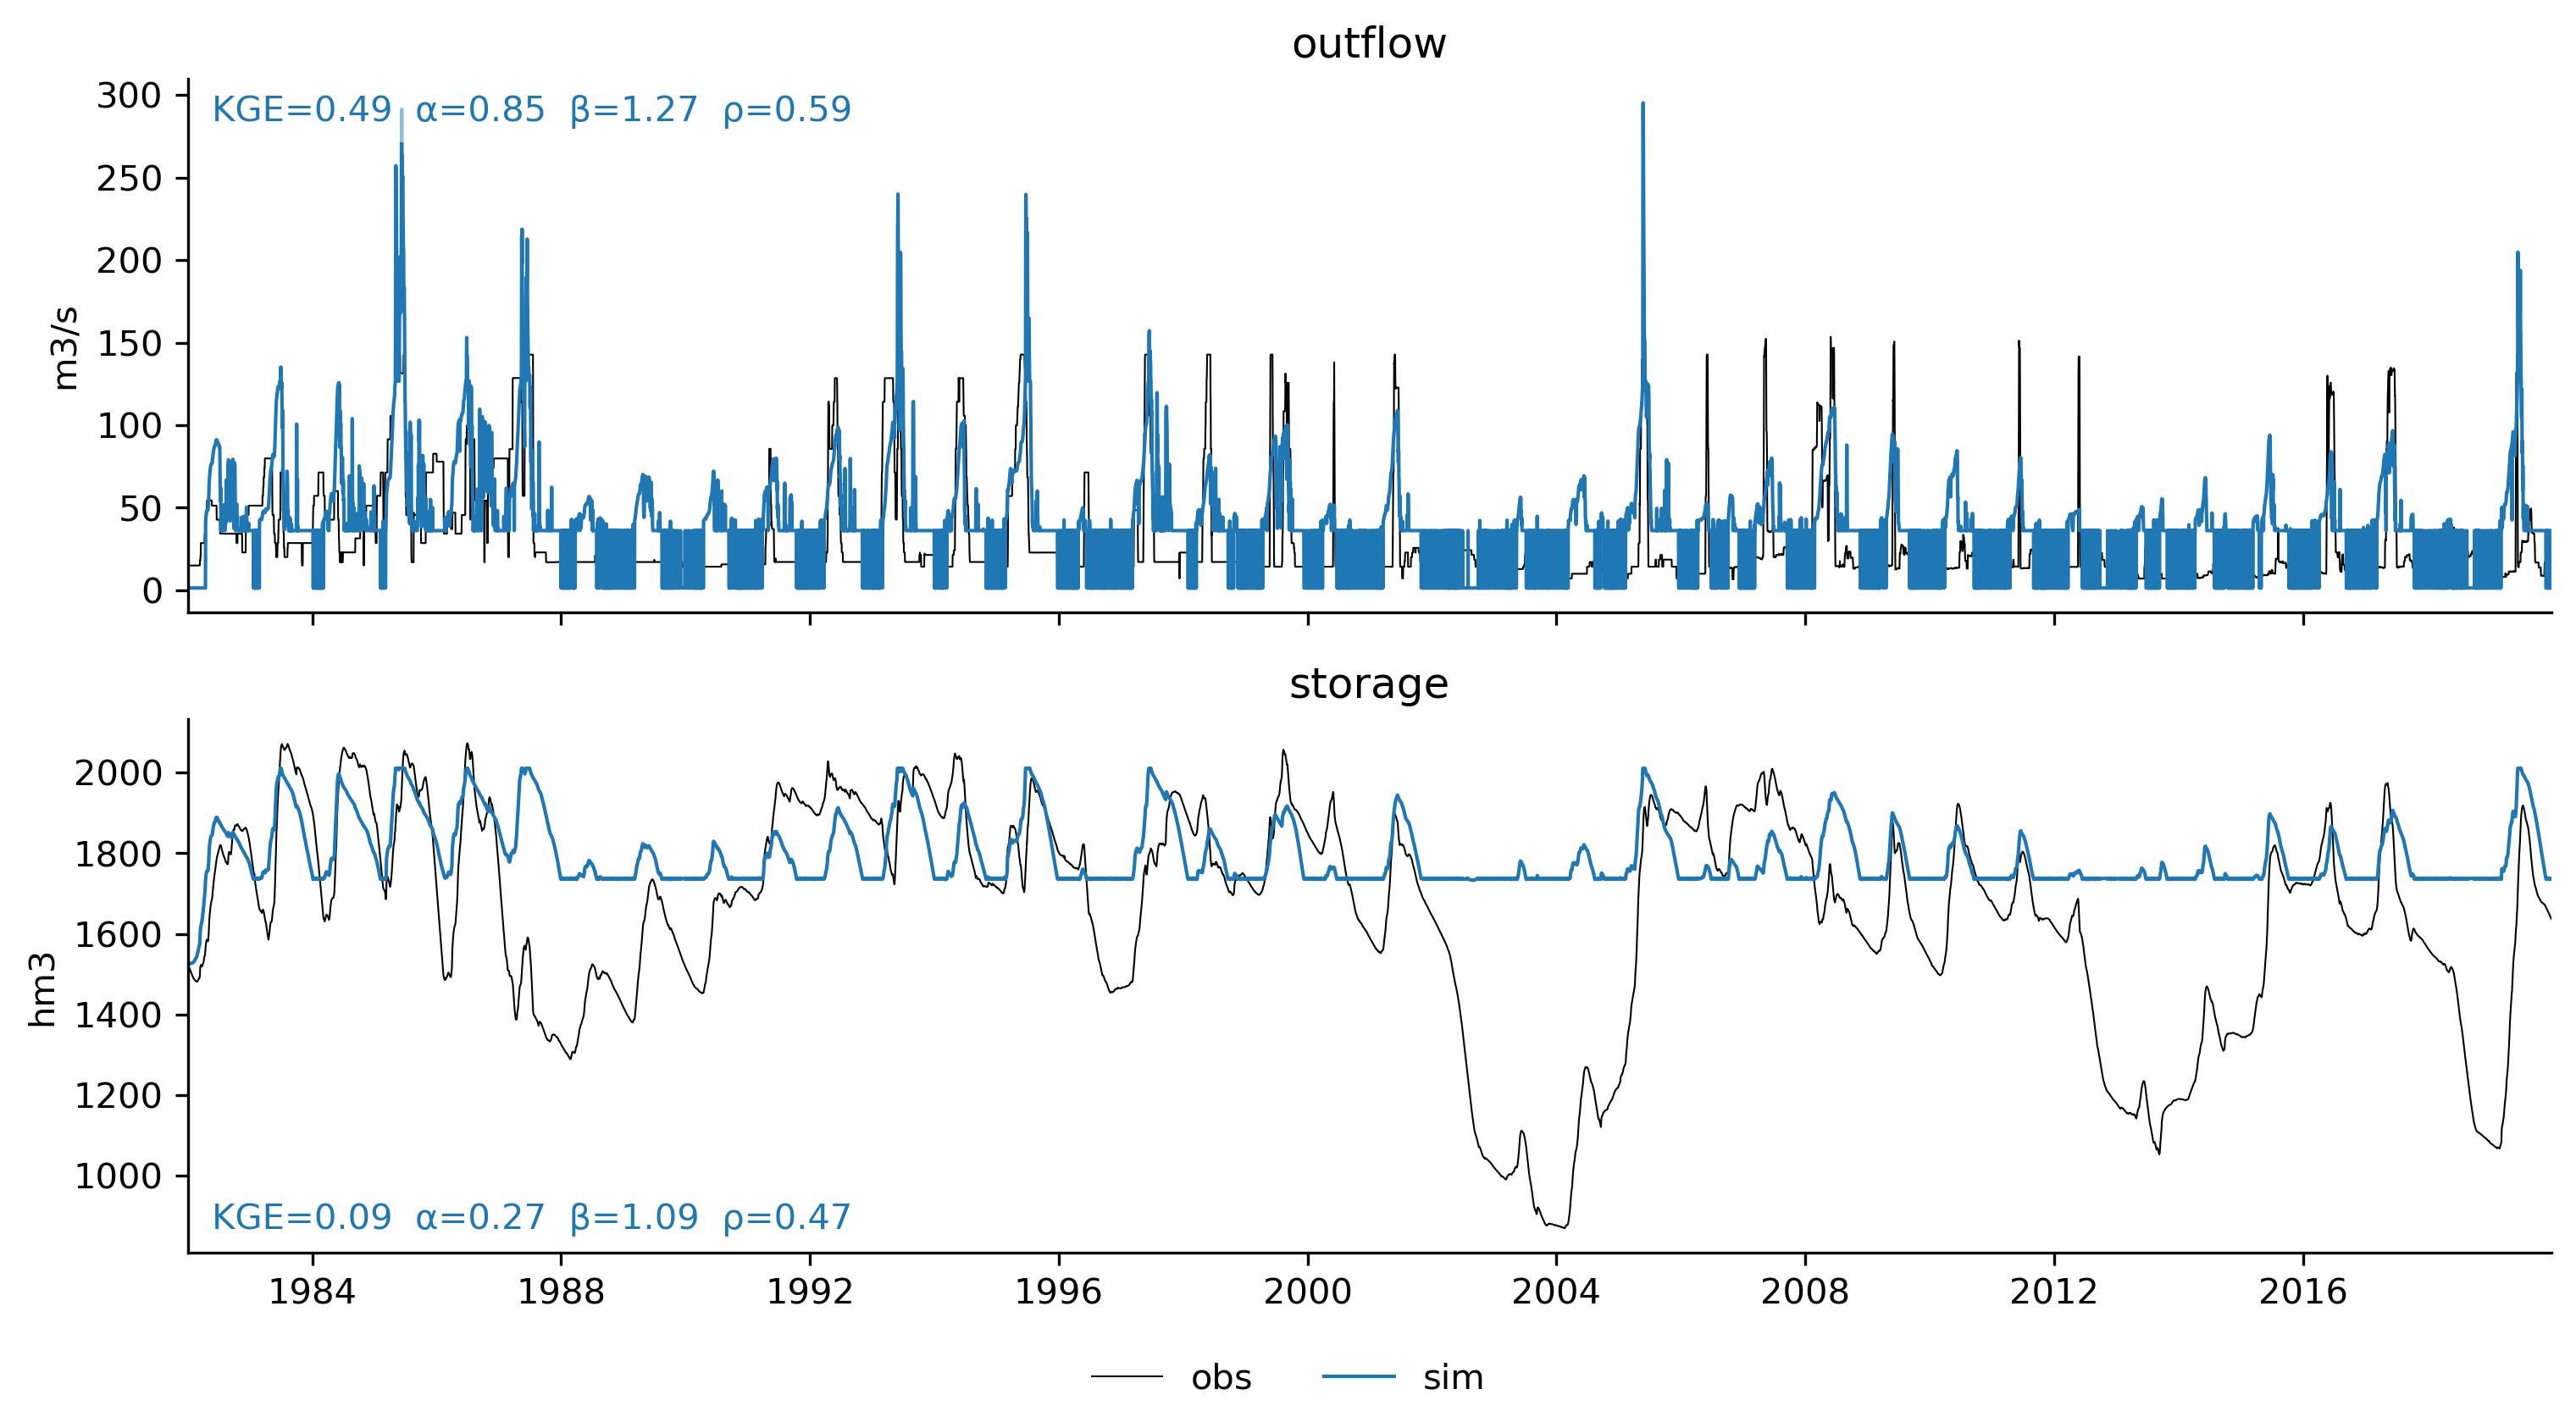 outflow
300
250
200
150
100
50
0
m3/s
KGE=0.49 α=0.85 β=1.27 ρ=0.59
storage
2000
1800
1600
1400
1200
1000
hm3
KGE=0.09 α=0.27 β=1.09 ρ=0.47
1984 1988 1992 1996 2000 2004 2008 2012 2016
obs sim